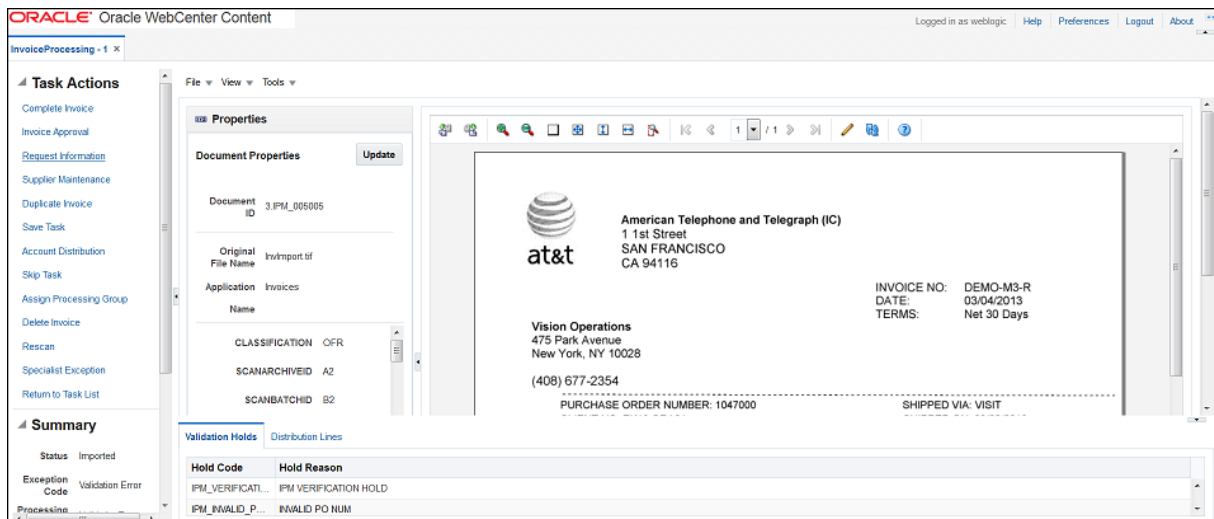 ORACLE® Oracle WebCenter Content
Logged in as weblogic Help Preferences Logout About
InvoiceProcessing - 1 ×
Task Actions
Complete Invoice
Invoice Approval
Request Information
Supplier Maintenance
Duplicate Invoice
Save Task
Account Distribution
Skip Task
Assign Processing Group
Delete Invoice
Rescan
Specialist Exception
Return to Task List
Summary
Status Imported
Exception Code Validation Error
Processing
File View Tools
Properties
Document Properties Update
Document ID 3.IPM_005005
Original File Name InvImport.tif
Application Name Invoices
CLASSIFICATION OFR
SCANARCHIVEID A2
SCANBATCHID B2
1 / 1
at&t
American Telephone and Telegraph (IC)
1 1st Street
SAN FRANCISCO
CA 94116
INVOICE NO: DEMO-M3-R
DATE: 03/04/2013
TERMS: Net 30 Days
Vision Operations
475 Park Avenue
New York, NY 10028
(408) 677-2354
PURCHASE ORDER NUMBER: 1047000 SHIPPED VIA: VISIT
Validation Holds Distribution Lines
Hold Code Hold Reason
IPM_VERIFICATI... IPM VERIFICATION HOLD
IPM_INVALID_P... INVALID PO NUM